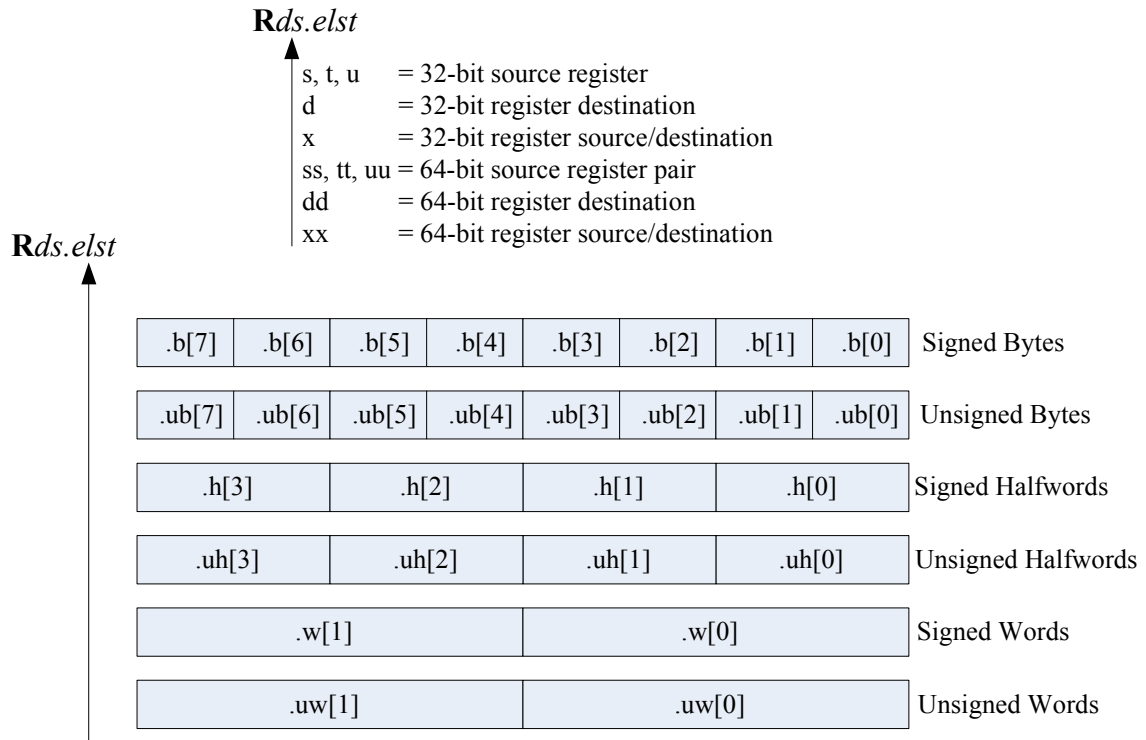 Rds.elst
s, t, u = 32-bit source register
d = 32-bit register destination
x = 32-bit register source/destination
ss, tt, uu = 64-bit source register pair
dd = 64-bit register destination
xx = 64-bit register source/destination
Rds.elst
.b[7] .b[6] .b[5] .b[4] .b[3] .b[2] .b[1] .b[0] Signed Bytes
.ub[7] .ub[6] .ub[5] .ub[4] .ub[3] .ub[2] .ub[1] .ub[0] Unsigned Bytes
.h[3] .h[2] .h[1] .h[0] Signed Halfwords
.uh[3] .uh[2] .uh[1] .uh[0] Unsigned Halfwords
.w[1] .w[0] Signed Words
.uw[1] .uw[0] Unsigned Words